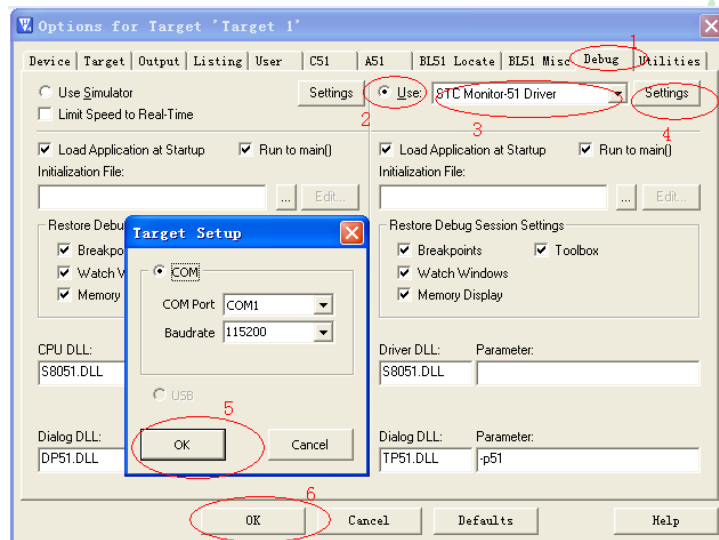 Options for Target 'Target 1'
1
Device Target Output Listing User C51 A51 BL51 Locate BL51 Misc Debug Utilities
Use Simulator Settings Use: STC Monitor-51 Driver Settings
Limit Speed to Real-Time
2 3 4
Load Application at Startup Run to main() Load Application at Startup Run to main()
Initialization File: Initialization File:
... Edit... ... Edit...
Restore Debu Restore Debug Session Settings
Breakpo Breakpoints Toolbox
Watch V Watch Windows
Memory Memory Display
Target Setup
COM
COM Port COM1
Baudrate 115200
USB
5
OK Cancel
CPU DLL: Driver DLL: Parameter:
S8051.DLL S8051.DLL
Dialog DLL: Dialog DLL: Parameter:
DP51.DLL TP51.DLL -p51
6
OK Cancel Defaults Help